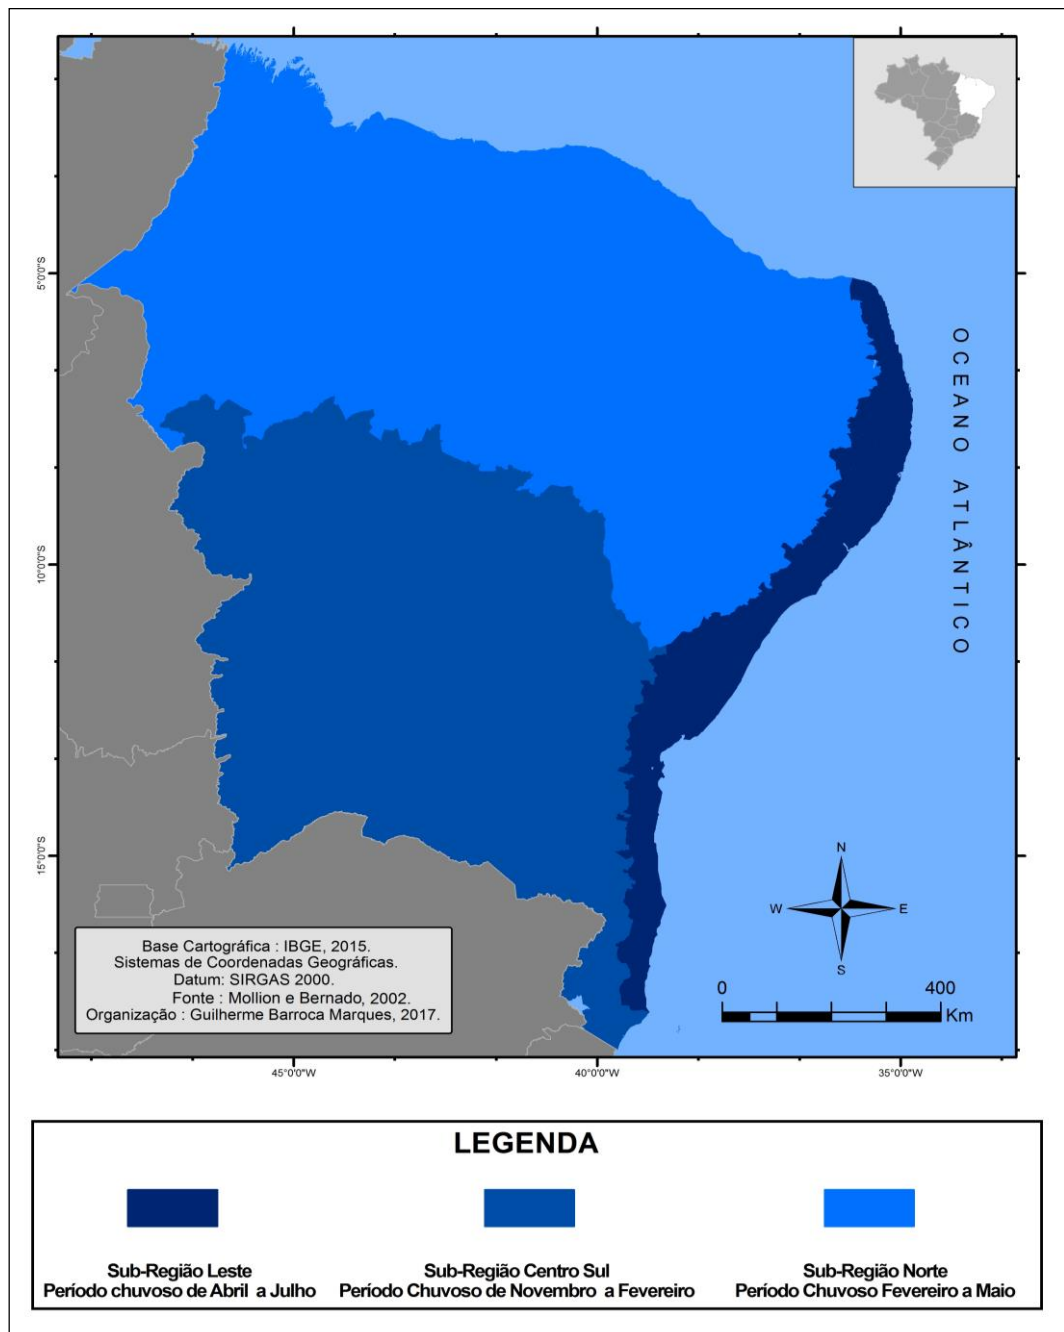 5°0'0"S
10°0'0"S
15°0'0"S
OCEANO ATLÂNTICO
N
W
E
S
0
400
Km
Base Cartográfica : IBGE, 2015.
Sistemas de Coordenadas Geográficas.
Datum: SIRGAS 2000.
Fonte : Mollion e Bernado, 2002.
Organização : Guilherme Barroca Marques, 2017.
45°0'0"W
40°0'0"W
35°0'0"W
LEGENDA
Sub-Região Leste
Período chuvoso de Abril a Julho
Sub-Região Centro Sul
Período Chuvoso de Novembro a Fevereiro
Sub-Região Norte
Período Chuvoso Fevereiro a Maio